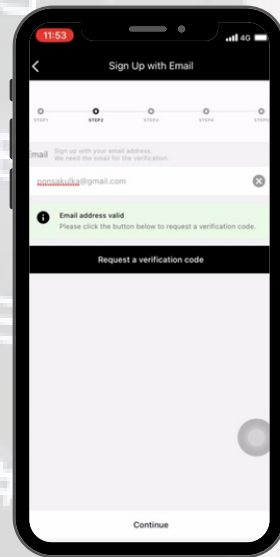 11:53
4G
Sign Up with Email
STEP1 STEP2 STEP3 STEP4 STEP5
Email
Sign up with your email address.
We need the email for the verification.
ponsakulka@gmail.com
Email address valid
Please click the button below to request a verification code.
Request a verification code
Continue